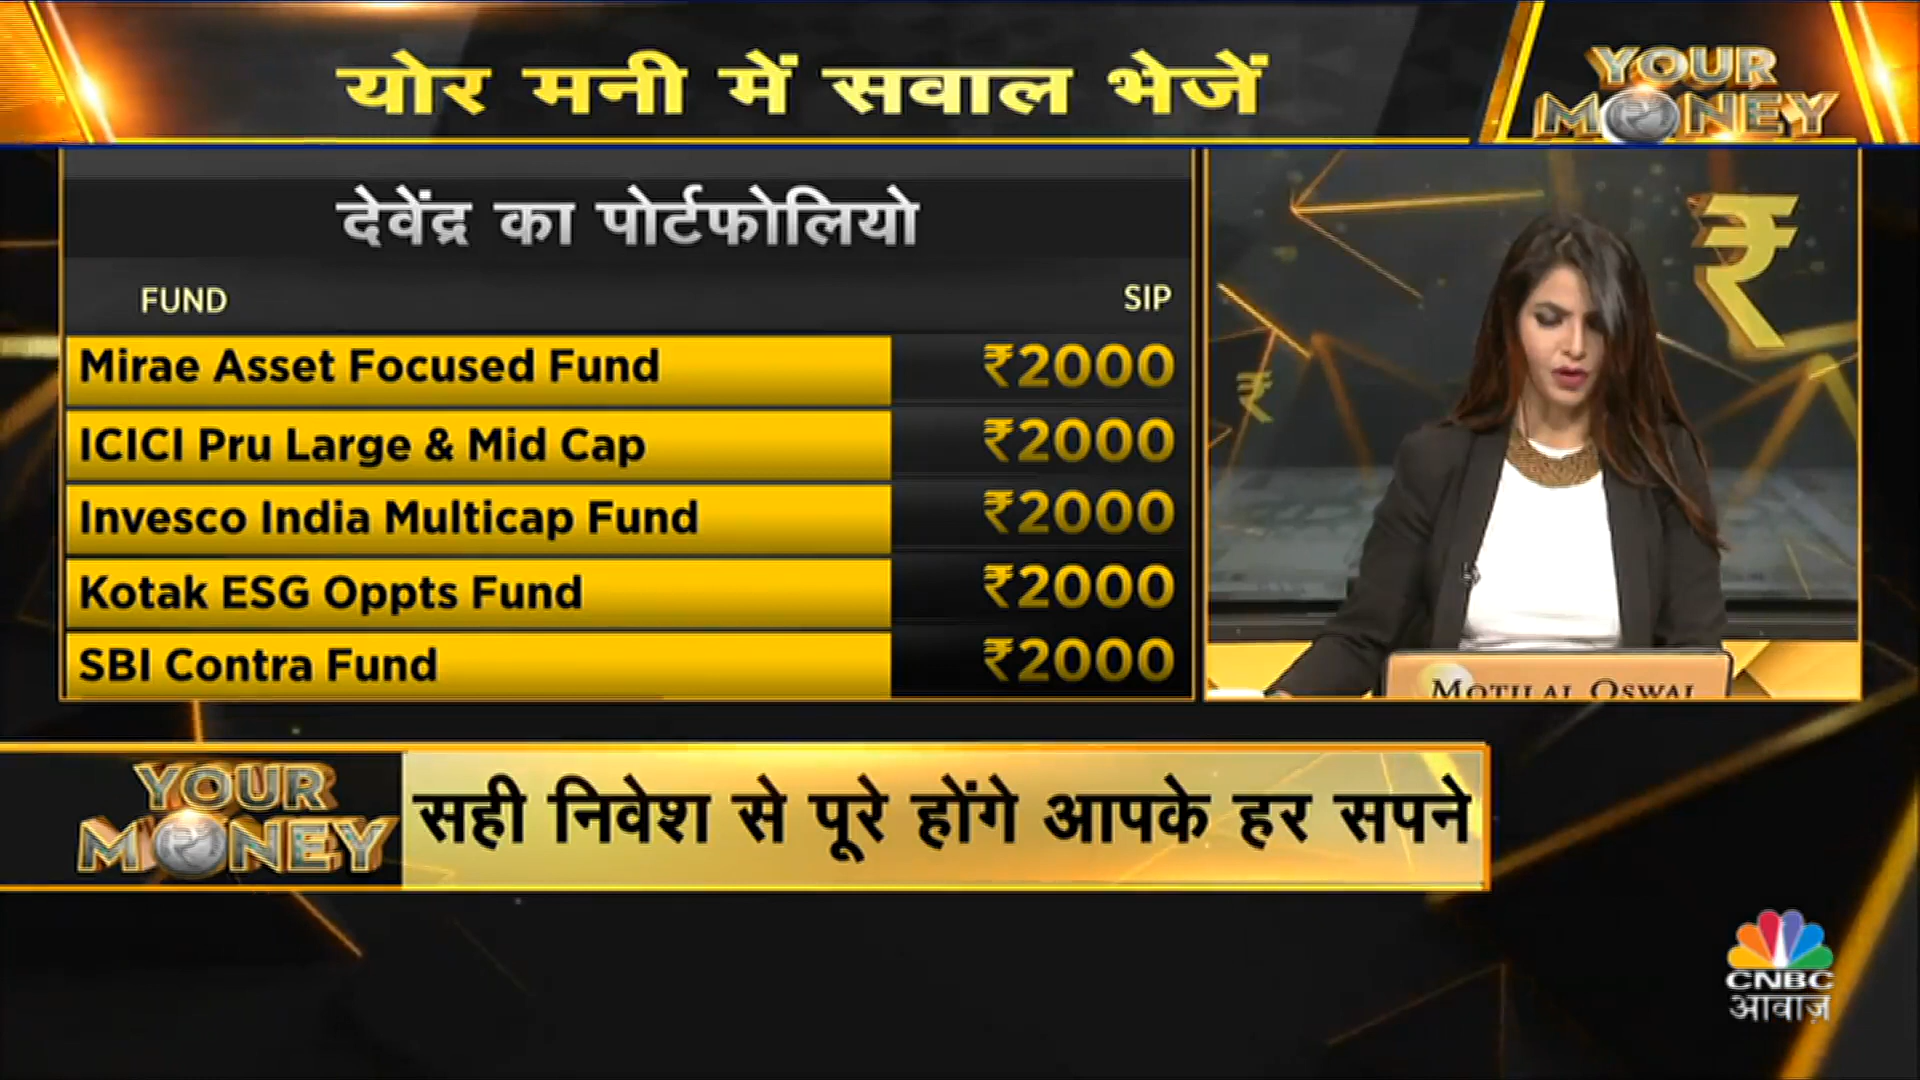 योर मनी में सवाल भेजें
YOUR
MONEY
देवेंद्र का पोर्टफोलियो
FUND SIP
Mirae Asset Focused Fund ₹2000
ICICI Pru Large & Mid Cap ₹2000
Invesco India Multicap Fund ₹2000
Kotak ESG Oppts Fund ₹2000
SBI Contra Fund ₹2000
₹
₹
MOTILAL OSWAL
YOUR
MONEY
सही निवेश से पूरे होंगे आपके हर सपने
CNBC
आवाज़